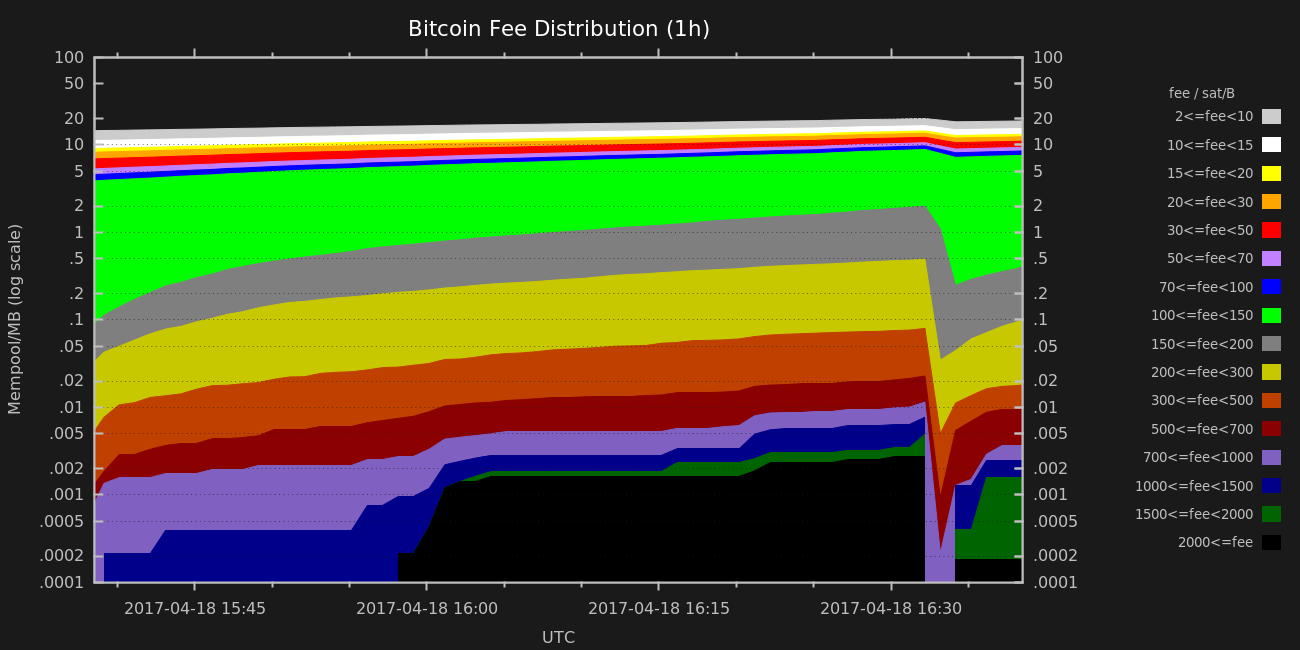 Bitcoin Fee Distribution (1h)
Mempool/MB (log scale)
100
50
20
10
5
2
1
.5
.2
.1
.05
.02
.01
.005
.002
.001
.0005
.0002
.0001
100
50
20
10
5
2
1
.5
.2
.1
.05
.02
.01
.005
.002
.001
.0005
.0002
.0001
2017-04-18 15:45
2017-04-18 16:00
2017-04-18 16:15
2017-04-18 16:30
UTC
fee / sat/B
2<=fee<10
10<=fee<15
15<=fee<20
20<=fee<30
30<=fee<50
50<=fee<70
70<=fee<100
100<=fee<150
150<=fee<200
200<=fee<300
300<=fee<500
500<=fee<700
700<=fee<1000
1000<=fee<1500
1500<=fee<2000
2000<=fee